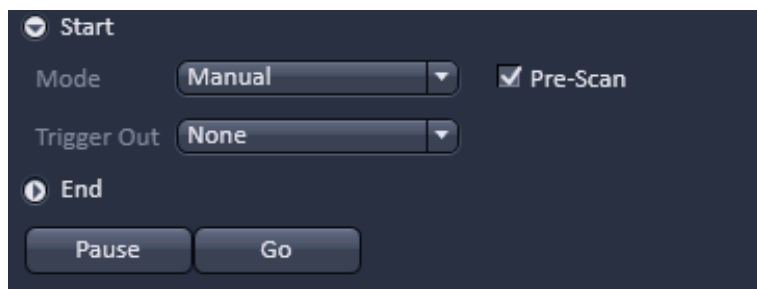 Start
Mode Manual Pre-Scan
Trigger Out None
End
Pause Go